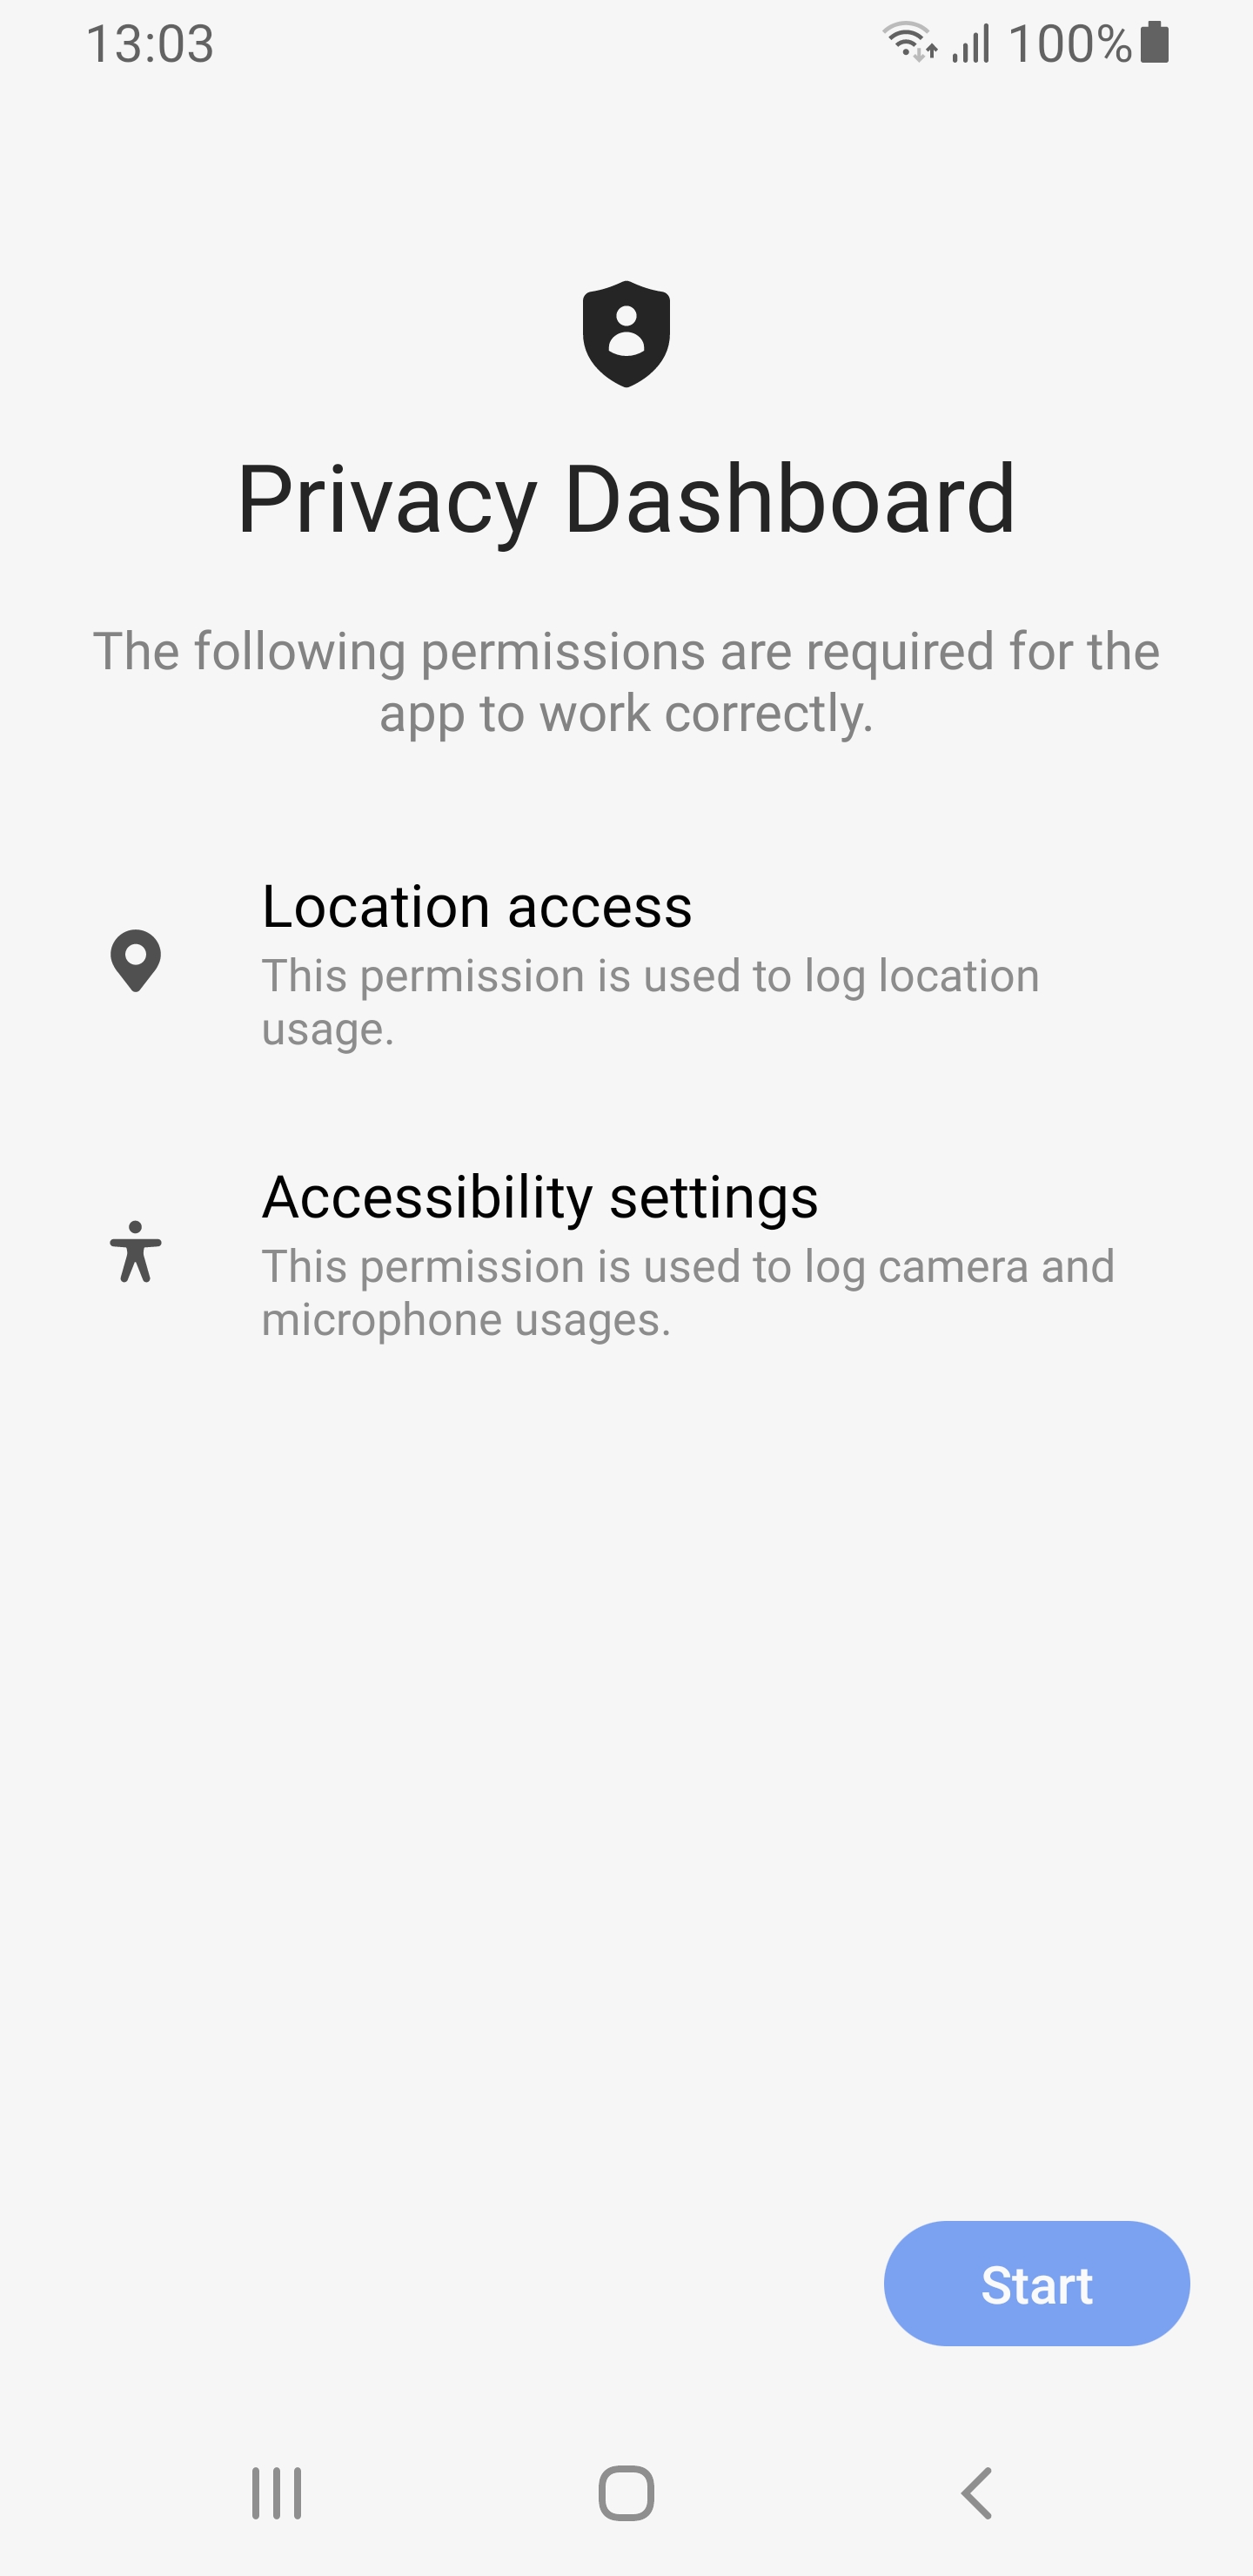 13:03
100%
Privacy Dashboard
The following permissions are required for the
app to work correctly.
Location access
This permission is used to log location
usage.
Accessibility settings
This permission is used to log camera and
microphone usages.
Start